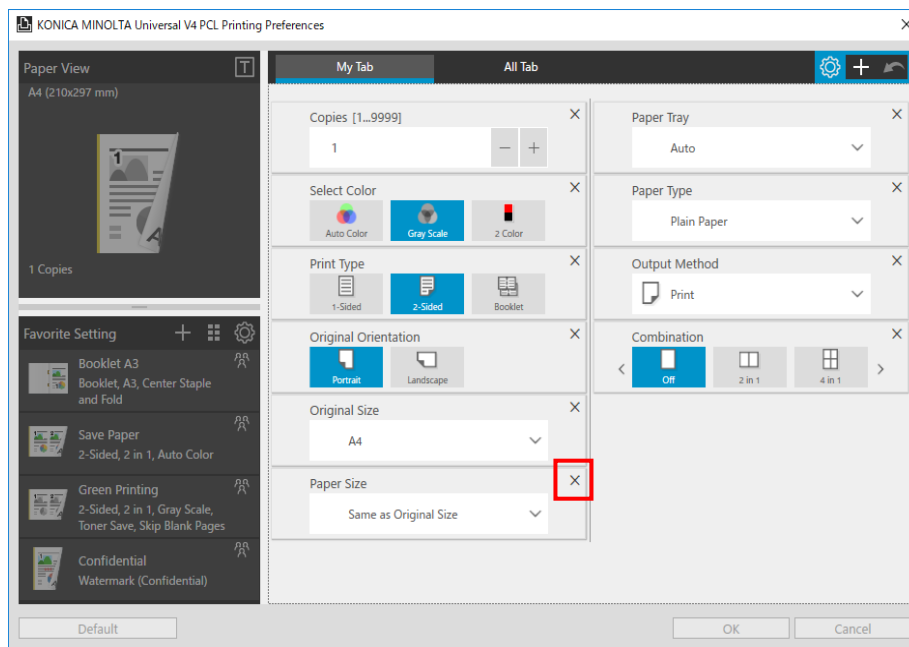 KONICA MINOLTA Universal V4 PCL Printing Preferences
Paper View
A4 (210x297 mm)
1
1 Copies
Favorite Setting
Booklet A3
Booklet, A3, Center Staple
and Fold
Save Paper
2-Sided, 2 in 1, Auto Color
Green Printing
2-Sided, 2 in 1, Gray Scale,
Toner Save, Skip Blank Pages
Confidential
Watermark (Confidential)
My Tab
All Tab
Copies [1...9999]
1
Select Color
Auto Color
Gray Scale
2 Color
Print Type
1-Sided
2-Sided
Booklet
Original Orientation
Portrait
Landscape
Original Size
A4
Paper Size
Same as Original Size
Paper Tray
Auto
Paper Type
Plain Paper
Output Method
Print
Combination
Off
2 in 1
4 in 1
Default
OK
Cancel